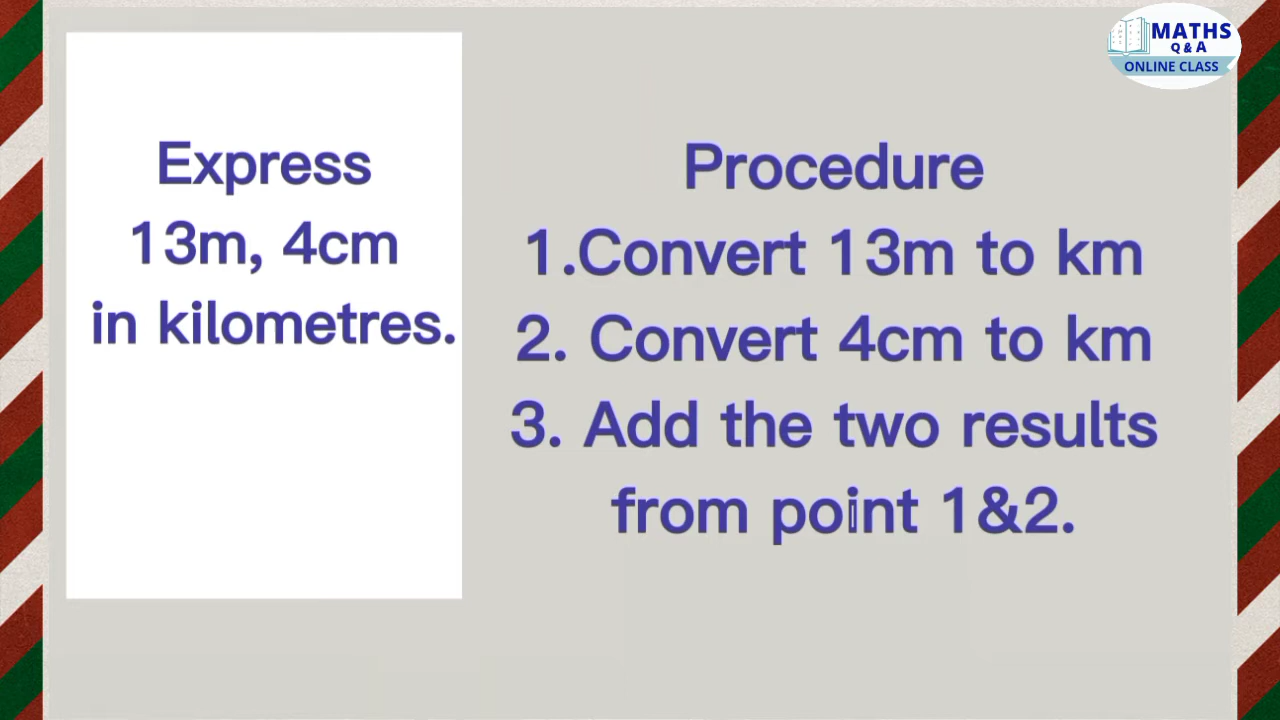 MATHS
Q & A
ONLINE CLASS
Express
13m, 4cm
in kilometres.
Procedure
1.Convert 13m to km
2. Convert 4cm to km
3. Add the two results
from point 1&2.